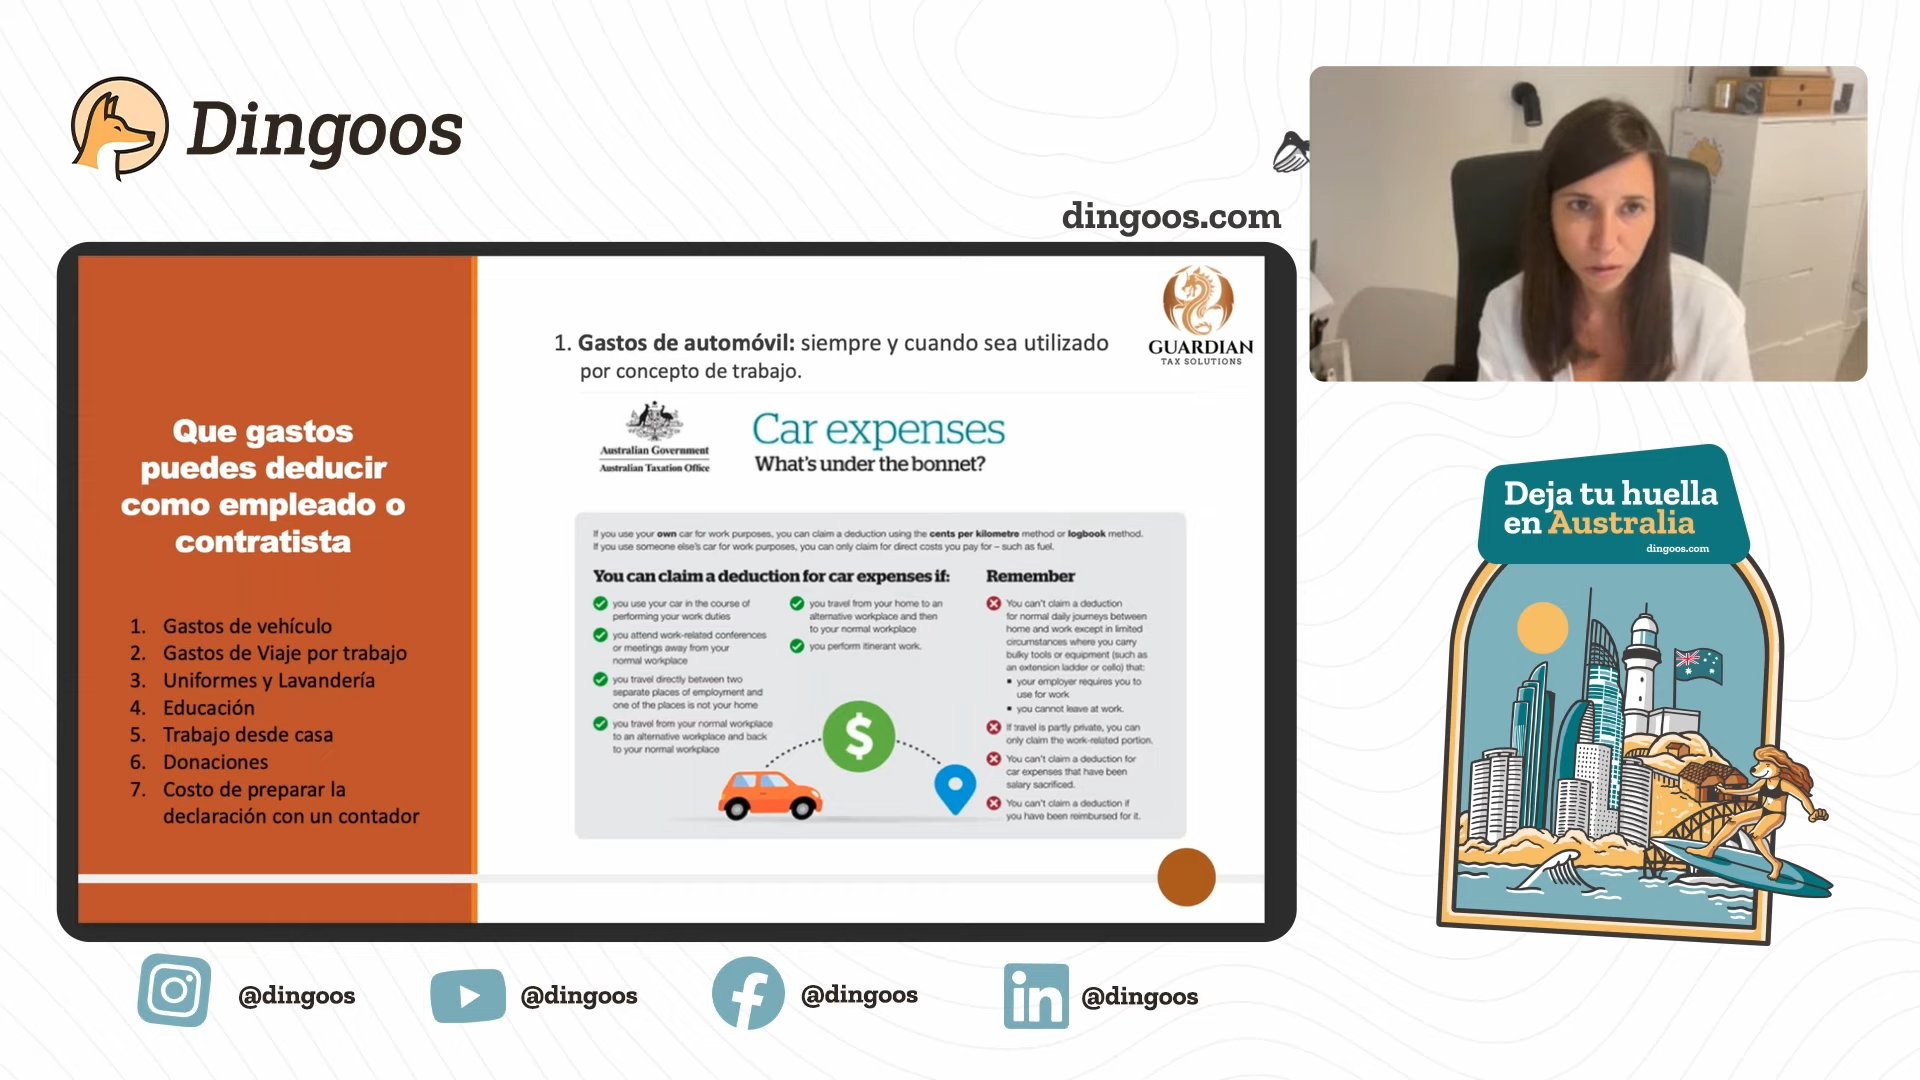 Dingoos
dingoos.com
Que gastos
puedes deducir
como empleado o
contratista
1. Gastos de vehículo
2. Gastos de Viaje por trabajo
3. Uniformes y Lavandería
4. Educación
5. Trabajo desde casa
6. Donaciones
7. Costo de preparar la
declaración con un contador
1. Gastos de automóvil: siempre y cuando sea utilizado
por concepto de trabajo.
GUARDIAN
TAX SOLUTIONS
Australian Government
Australian Taxation Office
Car expenses
What's under the bonnet?
If you use your own car for work purposes, you can claim a deduction using the cents per kilometre method or logbook method.
If you use someone else's car for work purposes, you can only claim for direct costs you pay for – such as fuel.
You can claim a deduction for car expenses if:
you use your car in the course of
performing your work duties
you attend work-related conferences
or meetings away from your
normal workplace
you travel directly between two
separate places of employment and
one of the places is not your home
you travel from your normal workplace
to an alternative workplace and back
to your normal workplace
you travel from your home to an
alternative workplace and then
to your normal workplace
you perform itinerant work.
$
Remember
You can't claim a deduction
for normal daily journeys between
home and work except in limited
circumstances where you carry
bulky tools or equipment (such as
an extension ladder or cello) that:
▪ your employer requires you to
use for work
▪ you cannot leave at work.
If travel is partly private, you can
only claim the work-related portion.
You can't claim a deduction for
car expenses that have been
salary sacrificed.
You can't claim a deduction if
you have been reimbursed for it.
Deja tu huella
en Australia
dingoos.com
@dingoos
@dingoos
@dingoos
in @dingoos